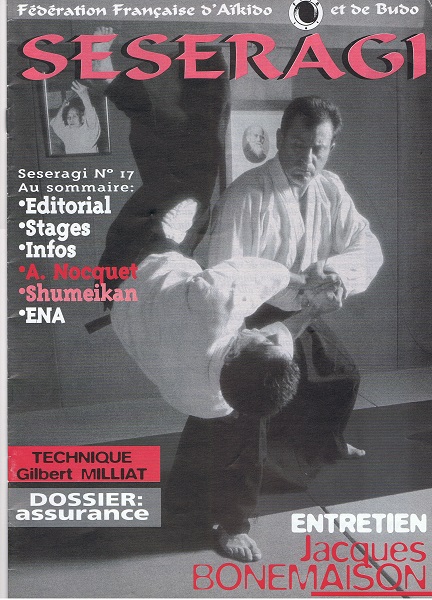 Fédération Française d'Aïkido et de Budo
SESERAGI
Seseragi N° 17
Au sommaire:
•Editorial
•Stages
•Infos
•A. Nocquet
•Shumeikan
•ENA
TECHNIQUE
Gilbert MILLIAT
DOSSIER:
assurance
ENTRETIEN
Jacques
BONEMAISON